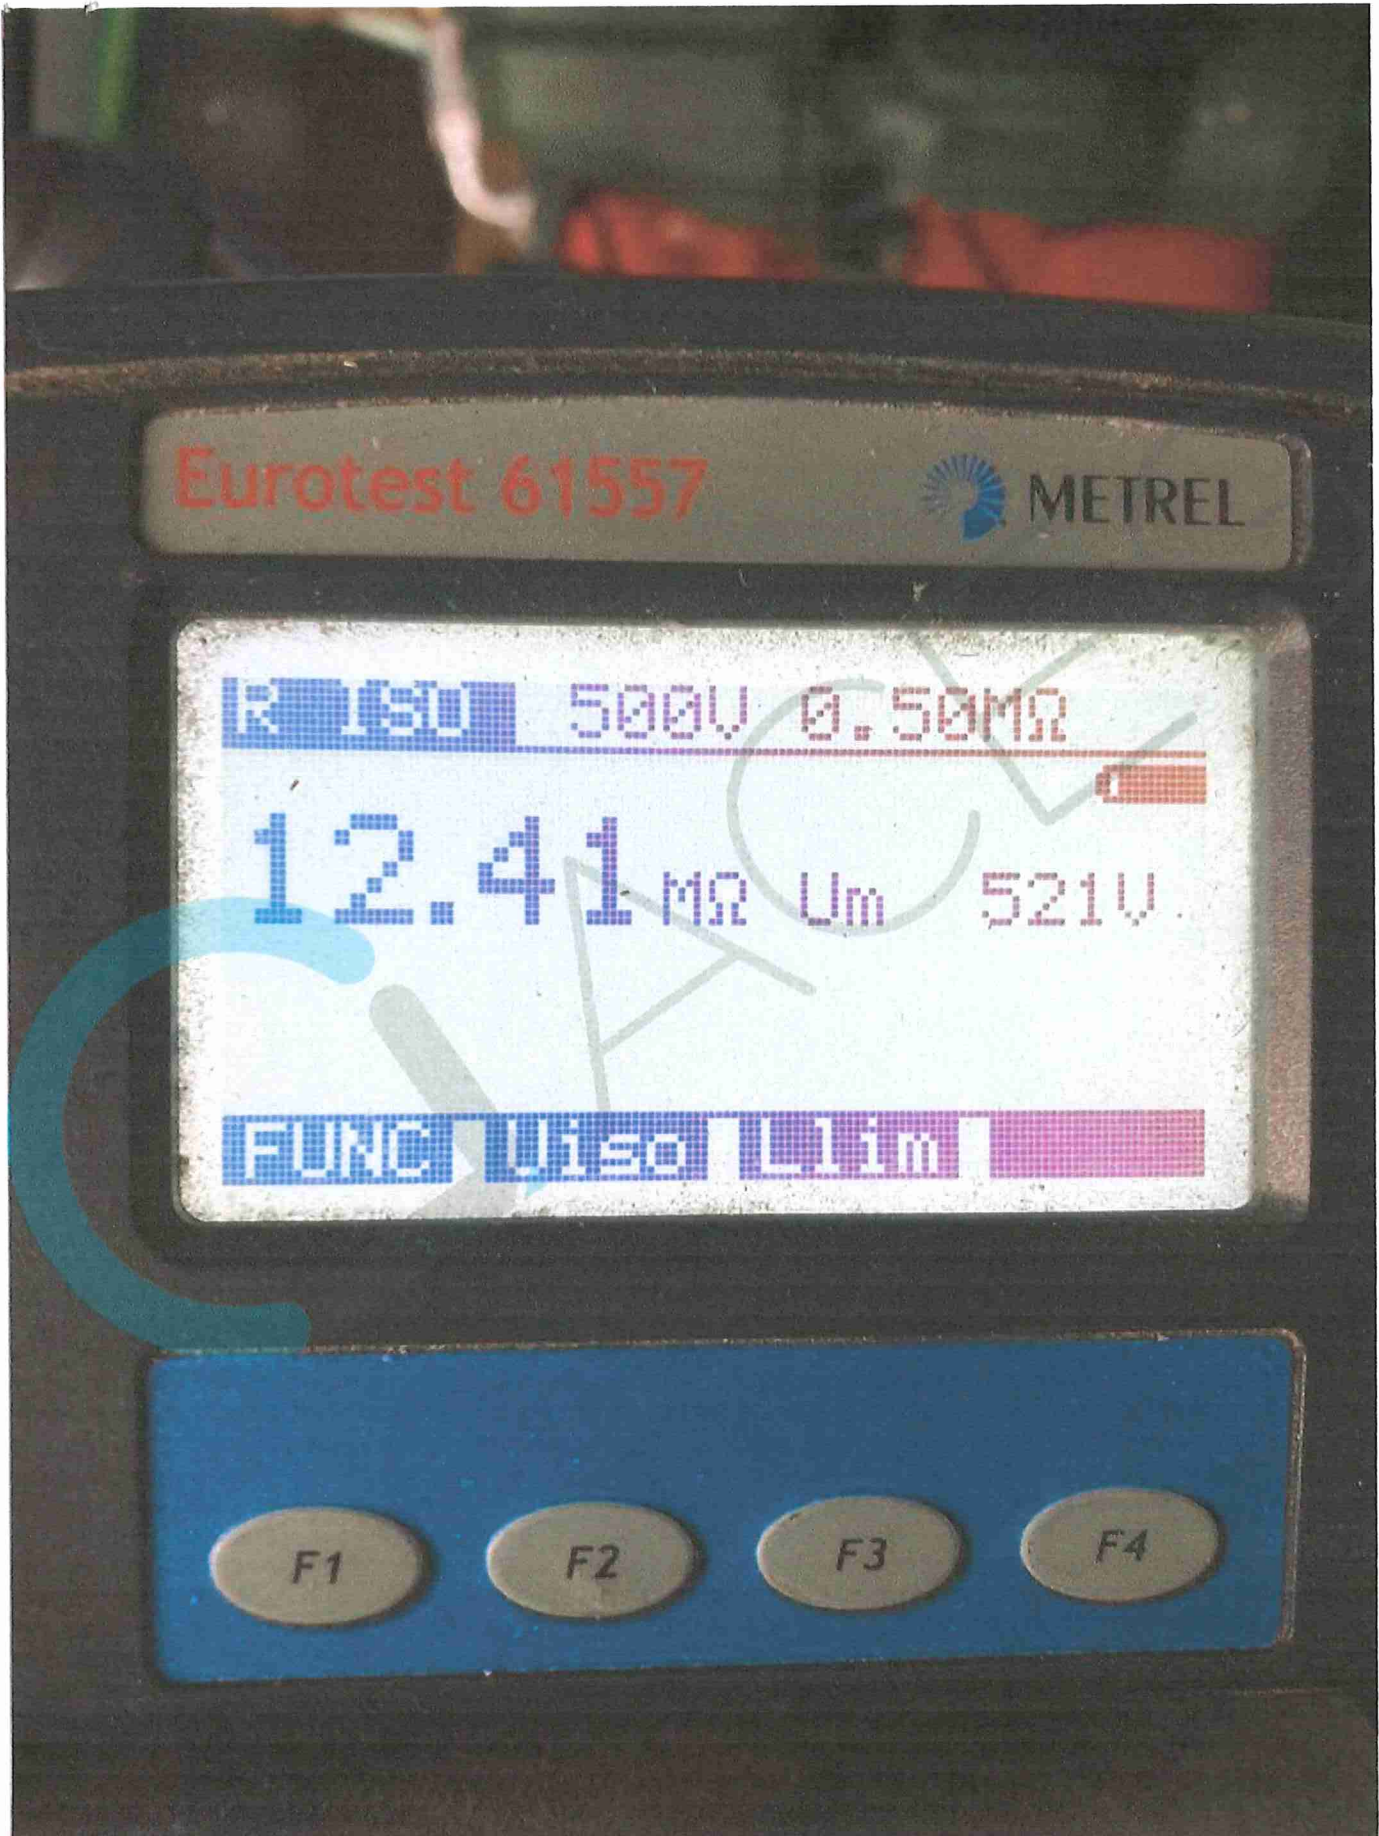 Eurotest 61557 METREL
R ISO 500V 0.50MΩ
12.41 MΩ Um 521V
FUNC Uiso Llim
F1 F2 F3 F4